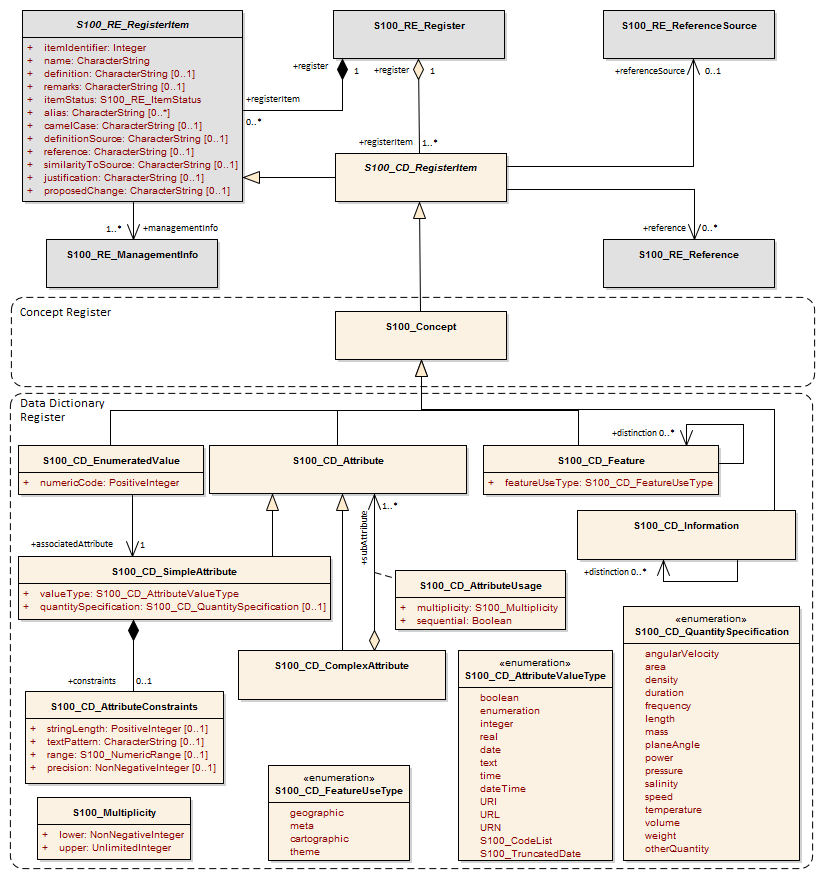 S100_RE_RegisterItem
+ itemIdentifier: Integer
+ name: CharacterString
+ definition: CharacterString [0..1]
+ remarks: CharacterString [0..1]
+ itemStatus: S100_RE_ItemStatus
+ alias: CharacterString [0..*]
+ camelCase: CharacterString [0..1]
+ definitionSource: CharacterString [0..1]
+ reference: CharacterString [0..1]
+ similarityToSource: CharacterString [0..1]
+ justification: CharacterString [0..1]
+ proposedChange: CharacterString [0..1]
S100_RE_Register
S100_RE_ReferenceSource
+register 1
+register 1
+referenceSource 0..1
+registerItem
0..*
+registerItem 1..*
S100_CD_RegisterItem
1..* +managementInfo
+reference 0..*
S100_RE_ManagementInfo
S100_RE_Reference
Concept Register
S100_Concept
Data Dictionary
Register
S100_CD_EnumeratedValue
+ numericCode: PositiveInteger
S100_CD_Attribute
+distinction 0..*
S100_CD_Feature
+ featureUseType: S100_CD_FeatureUseType
+associatedAttribute 1
1..*
+subAttribute
S100_CD_Information
+distinction 0..*
S100_CD_SimpleAttribute
+ valueType: S100_CD_AttributeValueType
+ quantitySpecification: S100_CD_QuantitySpecification [0..1]
S100_CD_AttributeUsage
+ multiplicity: S100_Multiplicity
+ sequential: Boolean
+constraints 0..1
S100_CD_ComplexAttribute
S100_CD_AttributeConstraints
+ stringLength: PositiveInteger [0..1]
+ textPattern: CharacterString [0..1]
+ range: S100_NumericRange [0..1]
+ precision: NonNegativeInteger [0..1]
S100_Multiplicity
+ lower: NonNegativeInteger
+ upper: UnlimitedInteger
«enumeration»
S100_CD_FeatureUseType
geographic
meta
cartographic
theme
«enumeration»
S100_CD_AttributeValueType
boolean
enumeration
integer
real
date
text
time
dateTime
URI
URL
URN
S100_CodeList
S100_TruncatedDate
«enumeration»
S100_CD_QuantitySpecification
angularVelocity
area
density
duration
frequency
length
mass
planeAngle
power
pressure
salinity
speed
temperature
volume
weight
otherQuantity